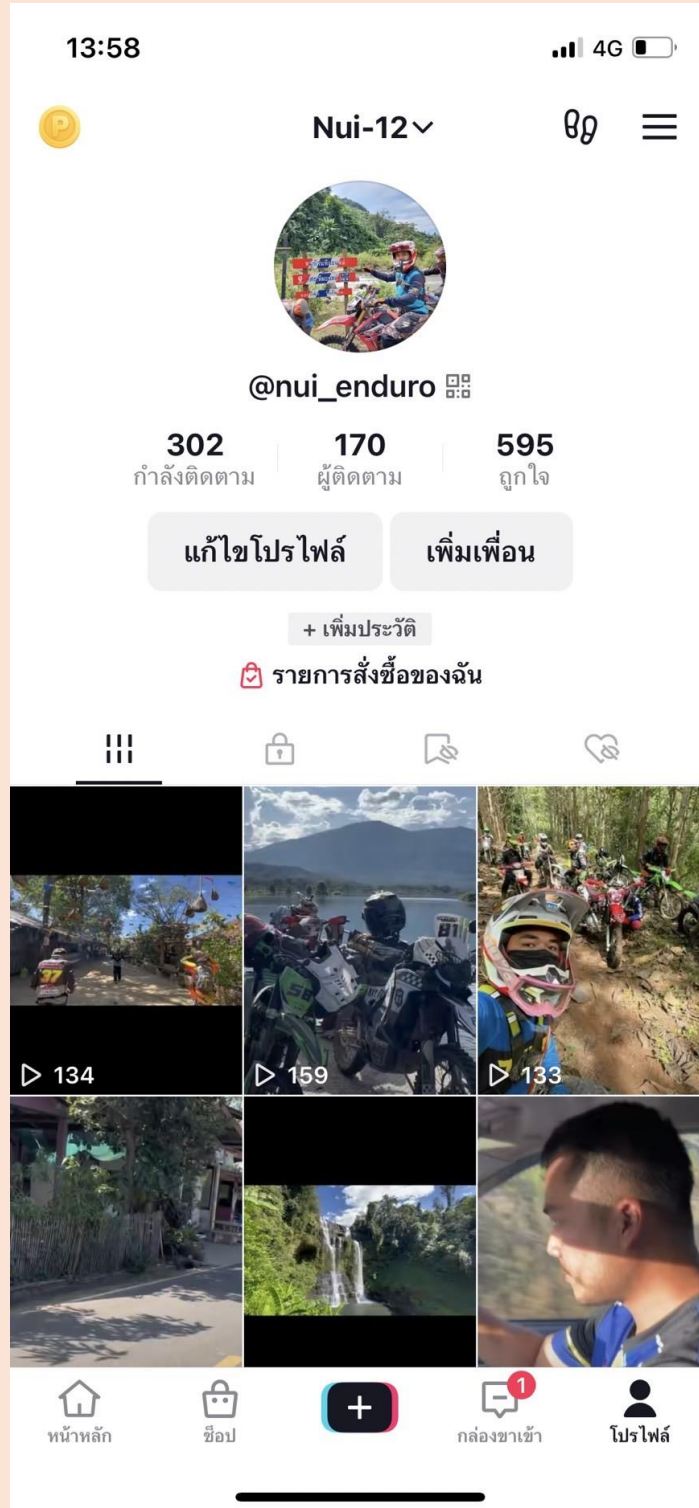 13:58
4G
Nui-12
@nui_enduro
302 170 595
กำลังติดตาม ผู้ติดตาม ถูกใจ
แก้ไขโปรไฟล์ เพิ่มเพื่อน
+ เพิ่มประวัติ
รายการสั่งซื้อของฉัน
37
58
81
134 159 133
1
หน้าหลัก ช็อป กล่องขาเข้า โปรไฟล์